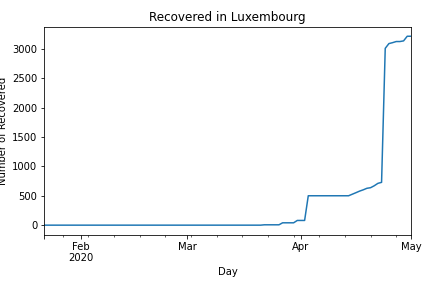 Recovered in Luxembourg
Number of Recovered
3000
2500
2000
1500
1000
500
0
Feb
2020
Mar
Apr
May
Day